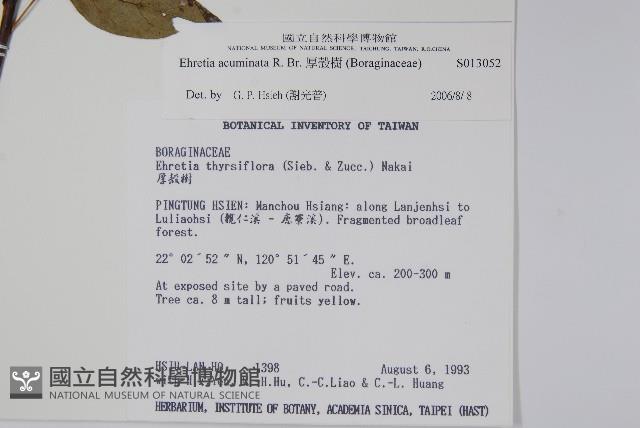 國立自然科學博物館
NATIONAL MUSEUM OF NATURAL SCIENCE, TAICHUNG, TAIWAN, R.O.CHINA
Ehretia acuminata R. Br. 厚殼樹 (Boraginaceae) S013052
Det. by G. P. Hsieh (謝光普) 2006/8/ 8
BOTANICAL INVENTORY OF TAIWAN
BORAGINACEAE
Ehretia thyrsiflora (Sieb. & Zucc.) Nakai
厚殼樹
PINGTUNG HSIEN: Manchou Hsiang: along Lanjenhsi to
Luliaohsi (欖仁溪 - 鹿寮溪). Fragmented broadleaf
forest.
22° 02´52 ″ N, 120° 51´45 ″ E.
Elev. ca. 200-300 m
At exposed site by a paved road.
Tree ca. 8 m tall; fruits yellow.
HSIU-LAN HO 1398 August 6, 1993
Hu, C.-C.Liao & C.-L. Huang
HERBARIUM, INSTITUTE OF BOTANY, ACADEMIA SINICA, TAIPEI (HAST)
國立自然科學博物館
NATIONAL MUSEUM OF NATURAL SCIENCE